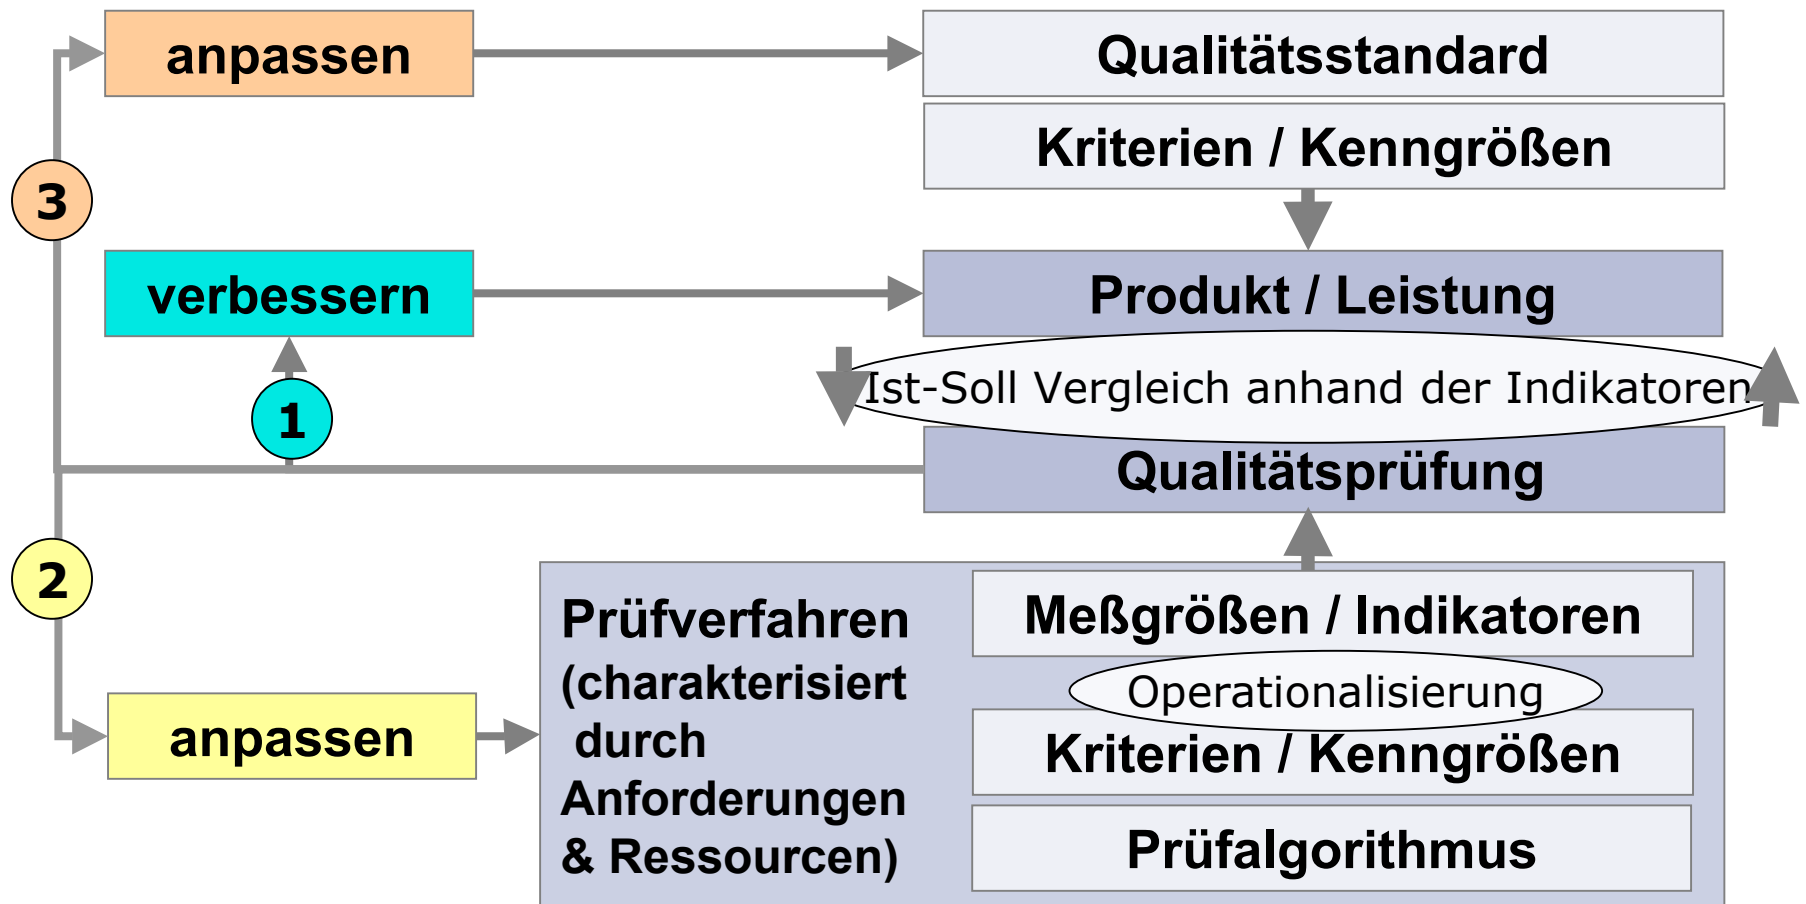 anpassen
Qualitätsstandard
Kriterien / Kenngrößen
3
verbessern
Produkt / Leistung
Ist-Soll Vergleich anhand der Indikatoren
1
Qualitätsprüfung
2
Prüfverfahren
(charakterisiert
durch
Anforderungen
& Ressourcen)
Meßgrößen / Indikatoren
Operationalisierung
anpassen
Kriterien / Kenngrößen
Prüfalgorithmus